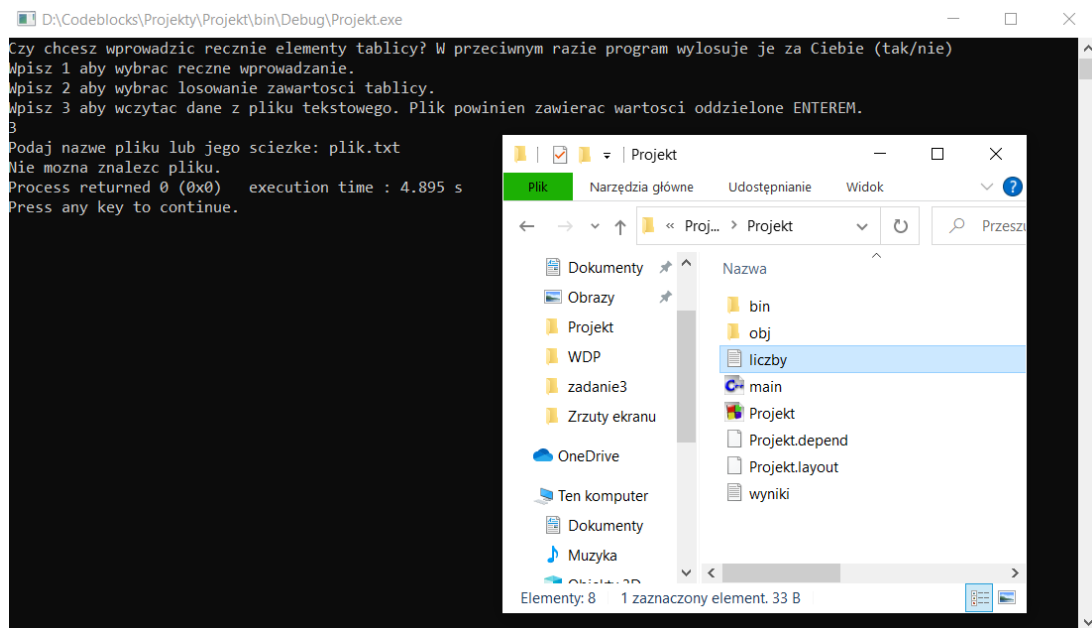 D:\Codeblocks\Projekty\Projekt\bin\Debug\Projekt.exe
Czy chcesz wprowadzic recznie elementy tablicy? W przeciwnym razie program wylosuje je za Ciebie (tak/nie)
Wpisz 1 aby wybrac reczne wprowadzanie.
Wpisz 2 aby wybrac losowanie zawartosci tablicy.
Wpisz 3 aby wczytac dane z pliku tekstowego. Plik powinien zawierac wartosci oddzielone ENTEREM.
3
Podaj nazwe pliku lub jego sciezke: plik.txt
Nie mozna znalezc pliku.
Process returned 0 (0x0) execution time : 4.895 s
Press any key to continue.
Projekt
Plik Narzędzia główne Udostępnianie Widok
« Proj... > Projekt Przeszu
Dokumenty
Obrazy
Projekt
WDP
zadanie3
Zrzuty ekranu
OneDrive
Ten komputer
Dokumenty
Muzyka
Obiekty 3D
Nazwa
bin
obj
liczby
main
Projekt
Projekt.depend
Projekt.layout
wyniki
Elementy: 8 1 zaznaczony element. 33 B